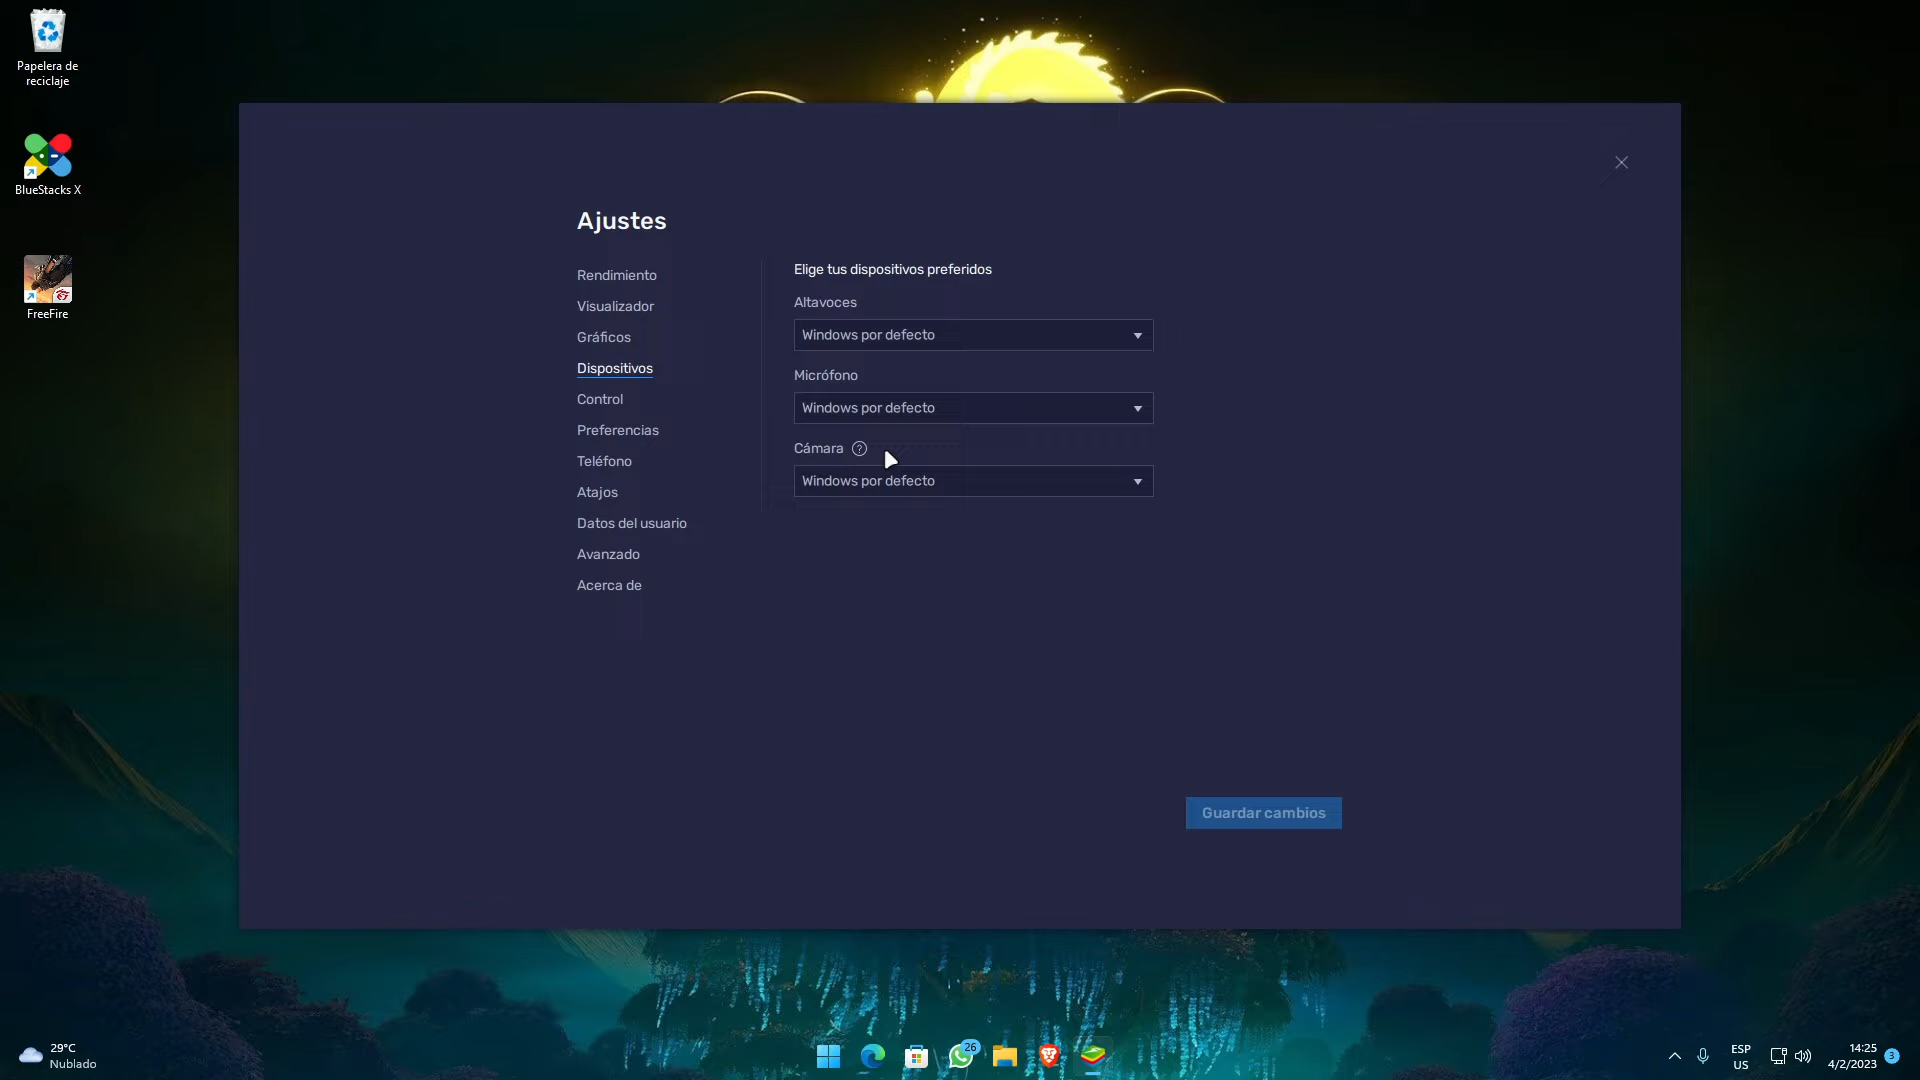 Papelera de
reciclaje
BlueStacks X
FreeFire
Ajustes
Rendimiento
Visualizador
Gráficos
Dispositivos
Control
Preferencias
Teléfono
Atajos
Datos del usuario
Avanzado
Acerca de
Elige tus dispositivos preferidos
Altavoces
Windows por defecto
Micrófono
Windows por defecto
Cámara ?
Windows por defecto
Guardar cambios
29°C
Nublado
26
ESP
US
14:25
4/2/2023
3